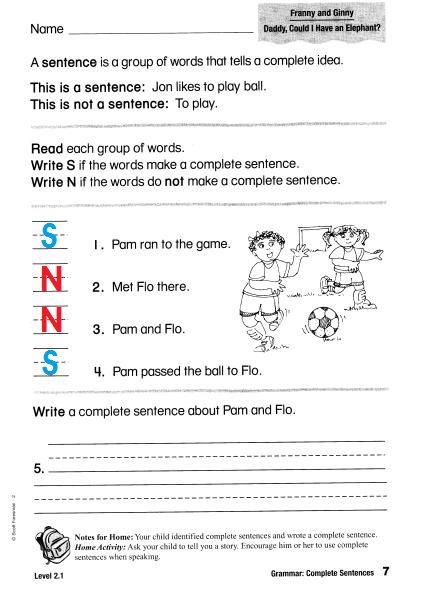 Franny and Ginny
Daddy, Could I Have an Elephant?
Name
A sentence is a group of words that tells a complete idea.
This is a sentence: Jon likes to play ball.
This is not a sentence: To play.
Read each group of words.
Write S if the words make a complete sentence.
Write N if the words do not make a complete sentence.
S 1. Pam ran to the game.
N 2. Met Flo there.
N 3. Pam and Flo.
S 4. Pam passed the ball to Flo.
Write a complete sentence about Pam and Flo.
5.
Notes for Home: Your child identified complete sentences and wrote a complete sentence.
Home Activity: Ask your child to tell you a story. Encourage him or her to use complete
sentences when speaking.
Level 2.1
Grammar: Complete Sentences 7
© Scott Foresman 2